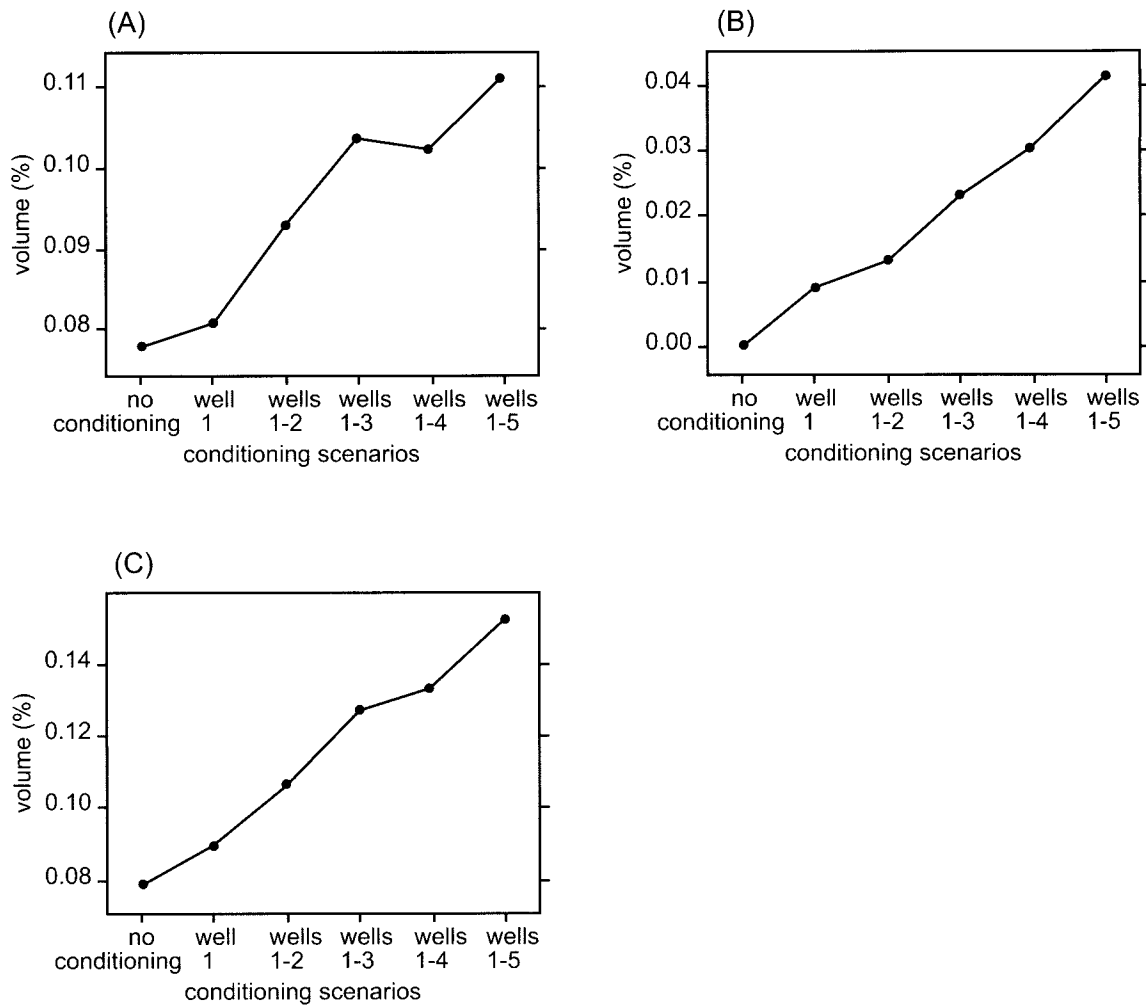 (A)
volume (%)
0.11
0.10
0.09
0.08
no well wells wells wells wells
conditioning 1 1-2 1-3 1-4 1-5
conditioning scenarios
(B)
volume (%)
0.04
0.03
0.02
0.01
0.00
no well wells wells wells wells
conditioning 1 1-2 1-3 1-4 1-5
conditioning scenarios
(C)
volume (%)
0.14
0.12
0.10
0.08
no well wells wells wells wells
conditioning 1 1-2 1-3 1-4 1-5
conditioning scenarios